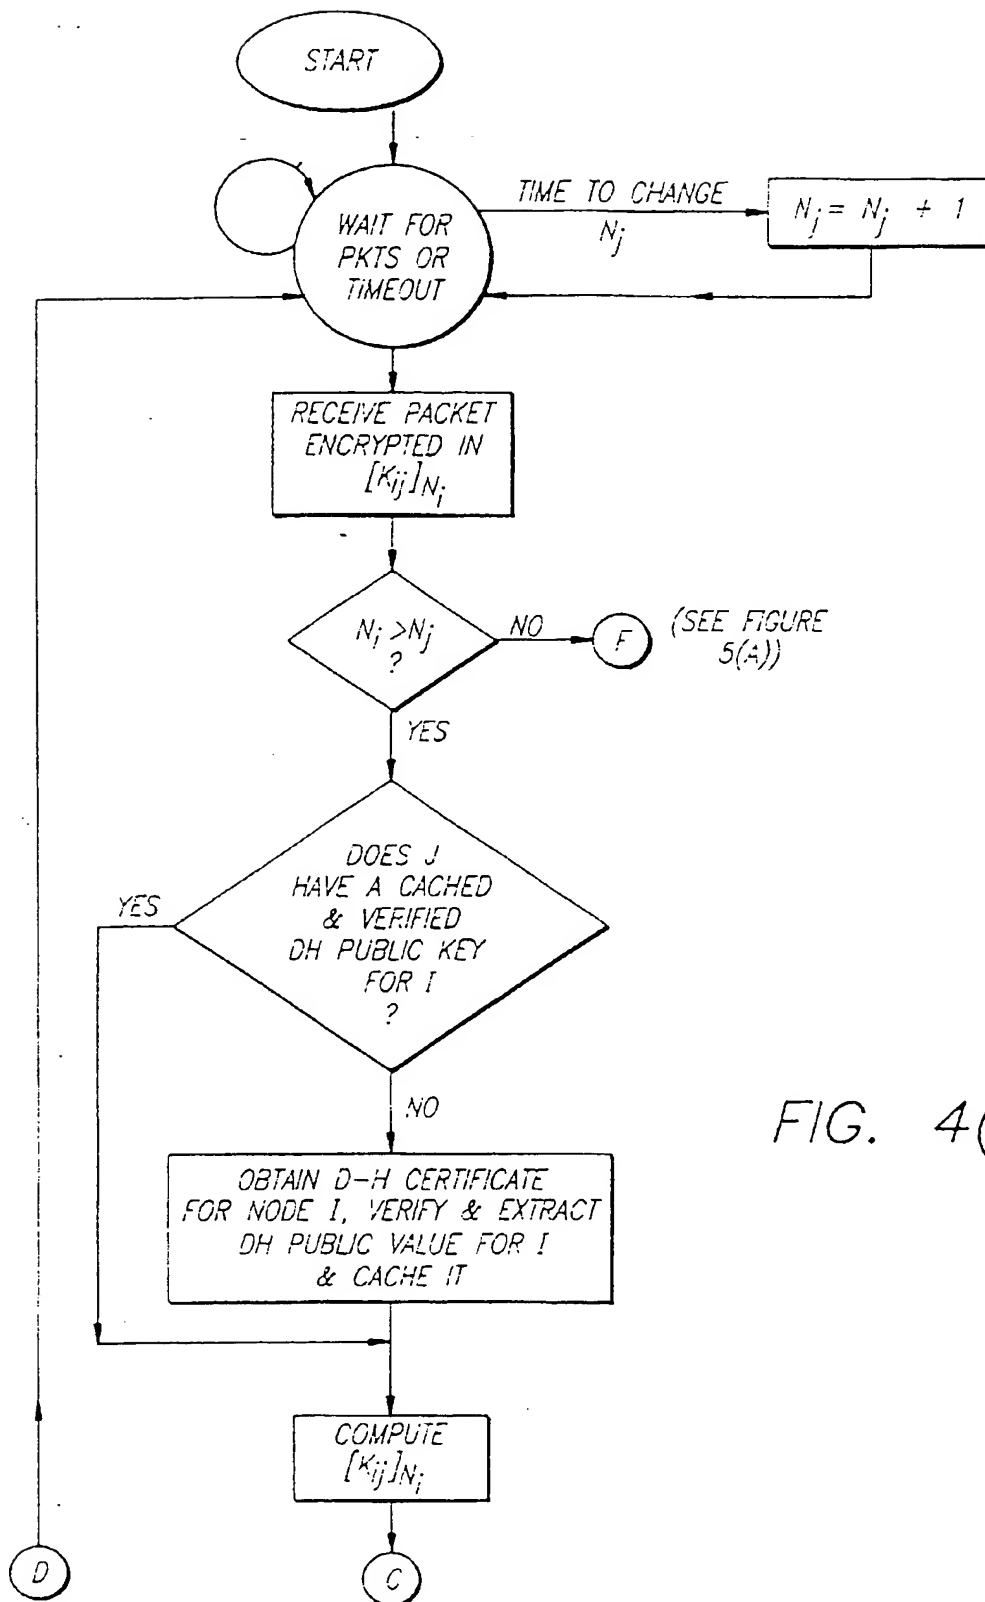 START
WAIT FOR
PKTS OR
TIMEOUT
TIME TO CHANGE
Nj
Nj = Nj + 1
RECEIVE PACKET
ENCRYPTED IN
[Kij]Ni
Ni >Nj
?
NO
F
(SEE FIGURE
5(A))
YES
DOES J
HAVE A CACHED
& VERIFIED
DH PUBLIC KEY
FOR I
?
YES
NO
OBTAIN D-H CERTIFICATE
FOR NODE I, VERIFY & EXTRACT
DH PUBLIC VALUE FOR I
& CACHE IT
FIG. 4(
COMPUTE
[Kij]Ni
D
C